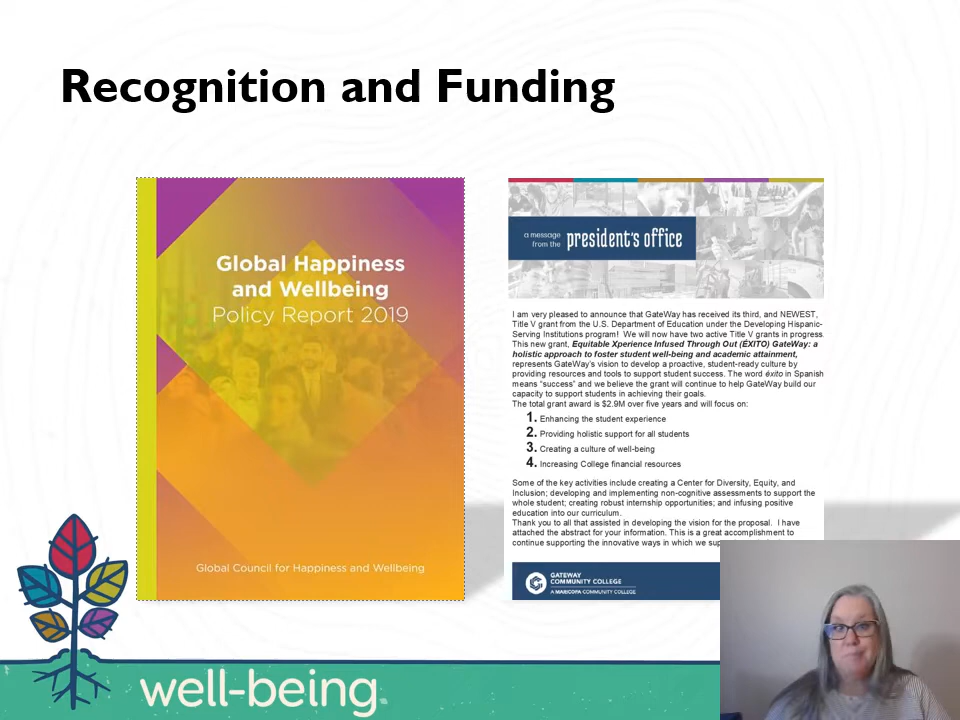 Recognition and Funding
Global Happiness
and Wellbeing
Policy Report 2019
Global Council for Happiness and Wellbeing
a message
from the
president's office
I am very pleased to announce that GateWay has received its third, and NEWEST,
Title V grant from the U.S. Department of Education under the Developing Hispanic-
Serving Institutions program! We will now have two active Title V grants in progress.
This new grant, Equitable Xperience Infused Through Out (ÉXITO) GateWay: a
holistic approach to foster student well-being and academic attainment,
represents GateWay's vision to develop a proactive, student-ready culture by
providing resources and tools to support student success. The word éxito in Spanish
means "success" and we believe the grant will continue to help GateWay build our
capacity to support students in achieving their goals.
The total grant award is $2.9M over five years and will focus on:
1. Enhancing the student experience
2. Providing holistic support for all students
3. Creating a culture of well-being
4. Increasing College financial resources
Some of the key activities include creating a Center for Diversity, Equity, and
Inclusion; developing and implementing non-cognitive assessments to support the
whole student; creating robust internship opportunities; and infusing positive
education into our curriculum.
Thank you to all that assisted in developing the vision for the proposal. I have
attached the abstract for your information. This is a great accomplishment to
continue supporting the innovative ways in which we
GATEWAY
COMMUNITY COLLEGE
A MARICOPA COMMUNITY COLLEGE
well-being